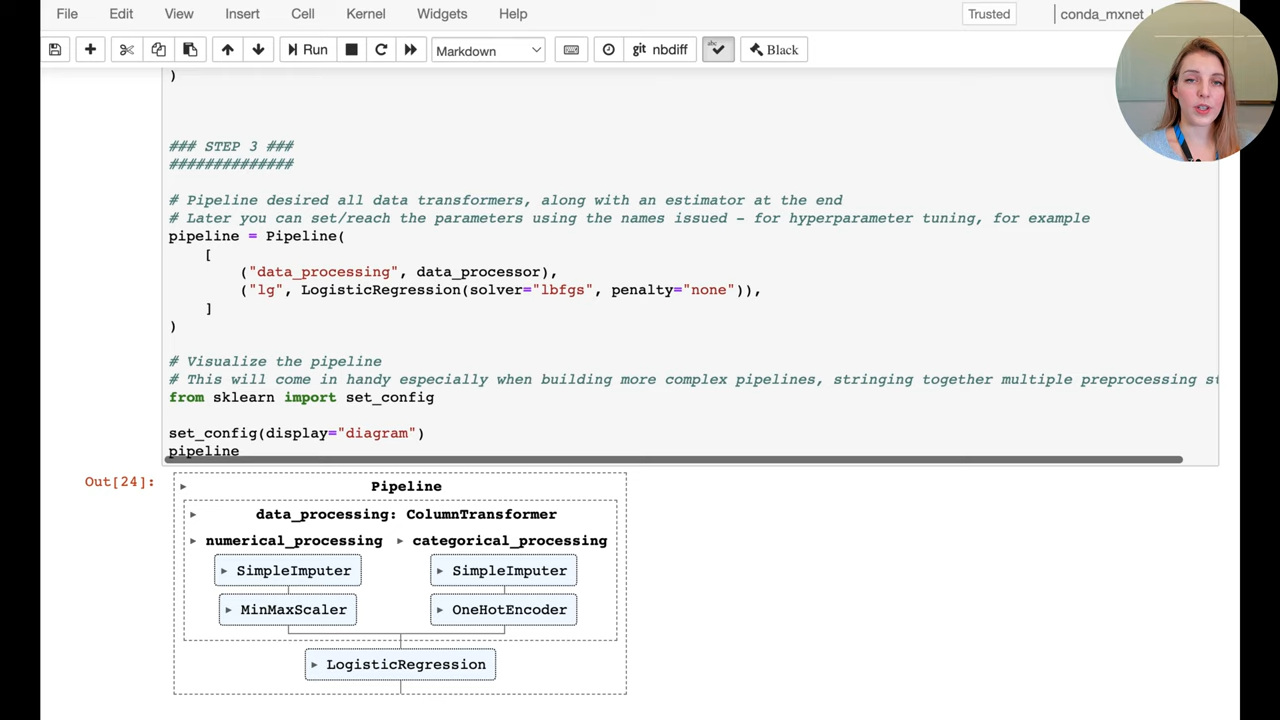 File Edit View Insert Cell Kernel Widgets Help Trusted conda_mxnet
Run Markdown git nbdiff abc Black
)
### STEP 3 ###
##############
# Pipeline desired all data transformers, along with an estimator at the end
# Later you can set/reach the parameters using the names issued - for hyperparameter tuning, for example
pipeline = Pipeline(
[
("data_processing", data_processor),
("lg", LogisticRegression(solver="lbfgs", penalty="none")),
]
)
# Visualize the pipeline
# This will come in handy especially when building more complex pipelines, stringing together multiple preprocessing st
from sklearn import set_config
set_config(display="diagram")
pipeline
Out[24]:
Pipeline
data_processing: ColumnTransformer
numerical_processing categorical_processing
SimpleImputer SimpleImputer
MinMaxScaler OneHotEncoder
LogisticRegression